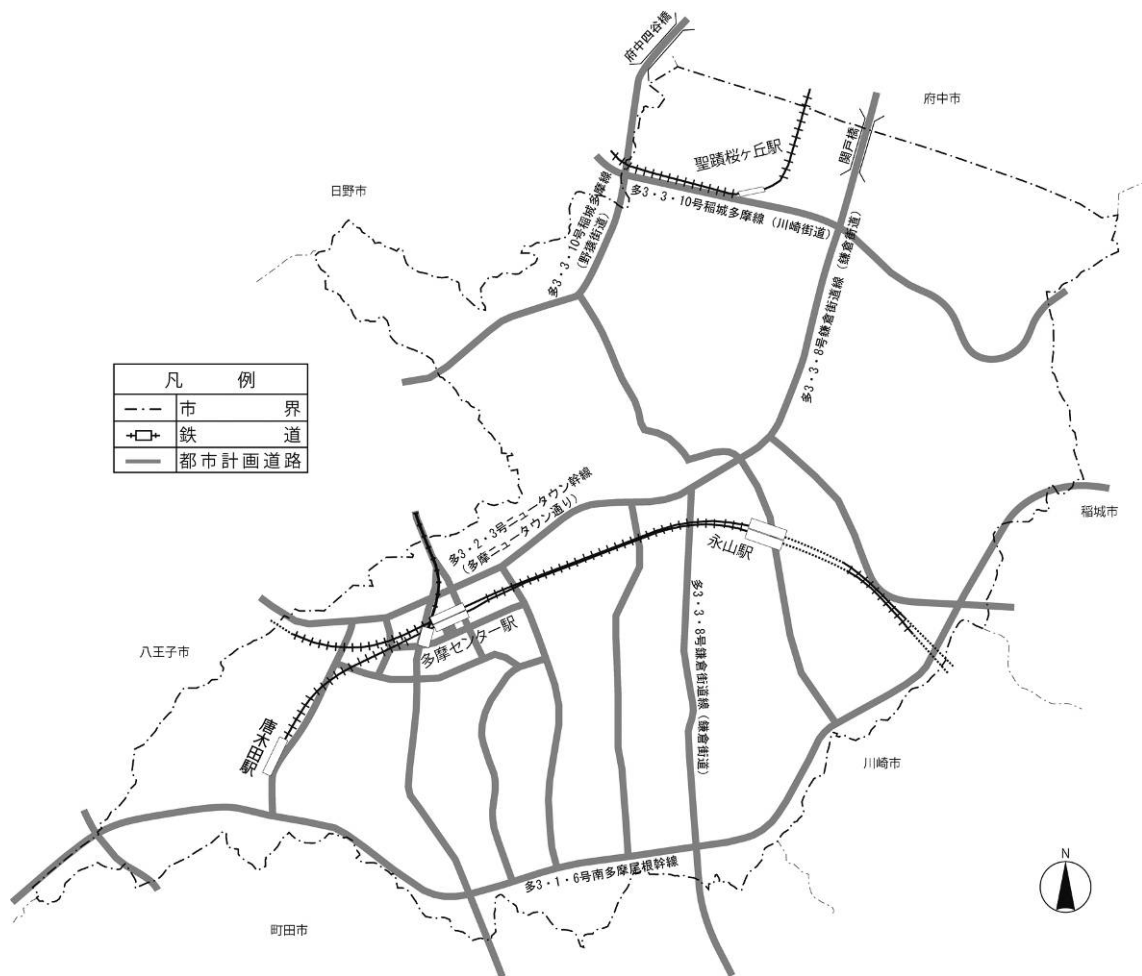 府中四谷橋
府中市
関戸橋
聖蹟桜ヶ丘駅
日野市
多3・3・10号稲城多摩線(川崎街道)
多3・3・10号稲城多摩線
(野猿街道)
多3・3・8号鎌倉街道線(鎌倉街道)
凡 例
市 界
鉄 道
都市計画道路
多3・2・3号ニュータウン幹線
(多摩ニュータウン通り)
稲城市
永山駅
多摩センター駅
八王子市
多3・3・8号鎌倉街道線(鎌倉街道)
唐木田駅
川崎市
多3・1・6号南多摩尾根幹線
町田市
N